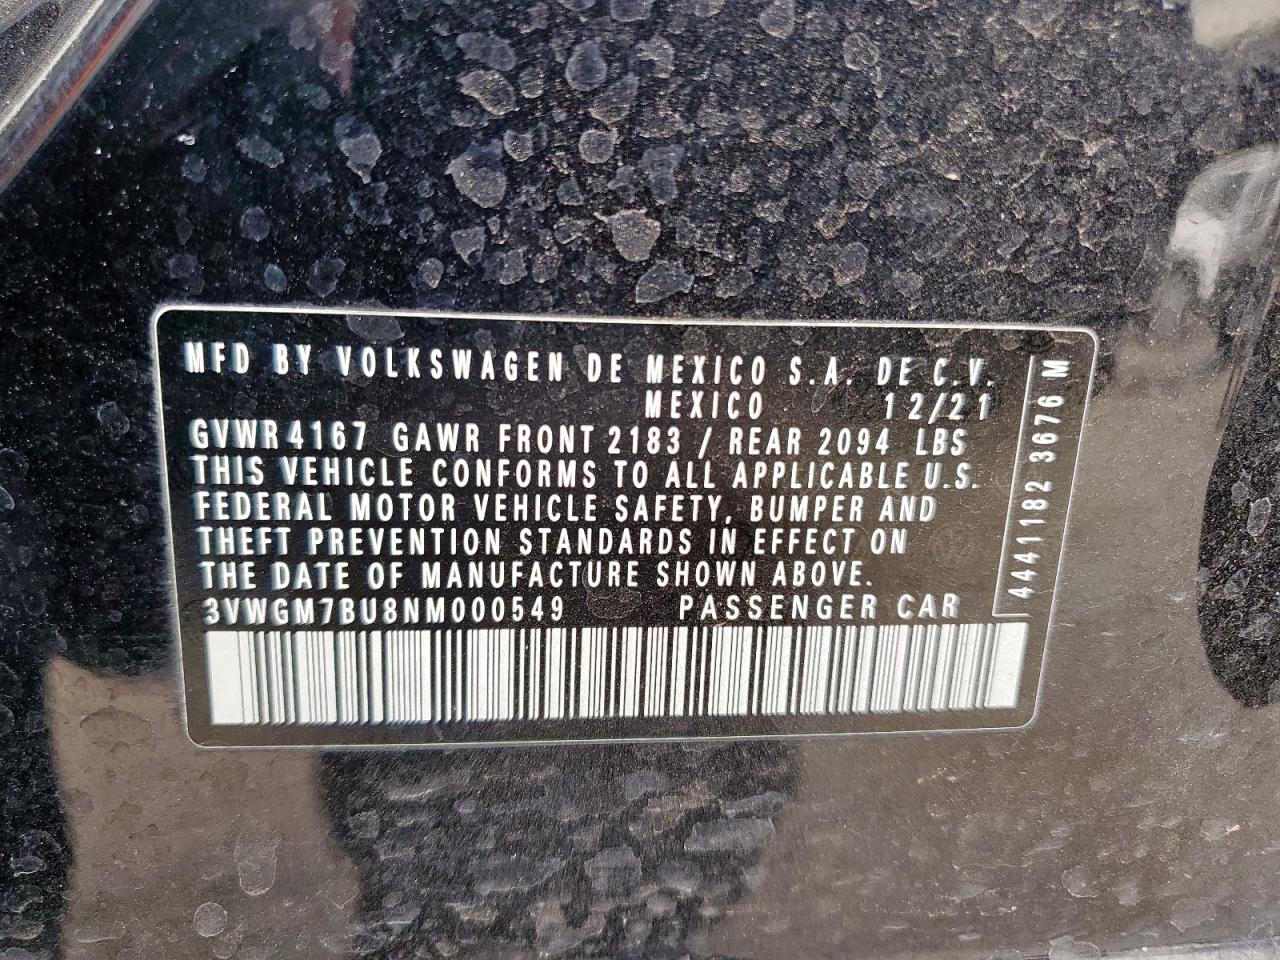 MFD BY VOLKSWAGEN DE MEXICO S.A. DE C.V.
MEXICO 12/21
GVWR 4167 GAWR FRONT 2183 / REAR 2094 LBS
THIS VEHICLE CONFORMS TO ALL APPLICABLE U.S.
FEDERAL MOTOR VEHICLE SAFETY, BUMPER AND
THEFT PREVENTION STANDARDS IN EFFECT ON
THE DATE OF MANUFACTURE SHOWN ABOVE.
3VWGM7BU8NM000549 PASSENGER CAR
4441182 3676 M